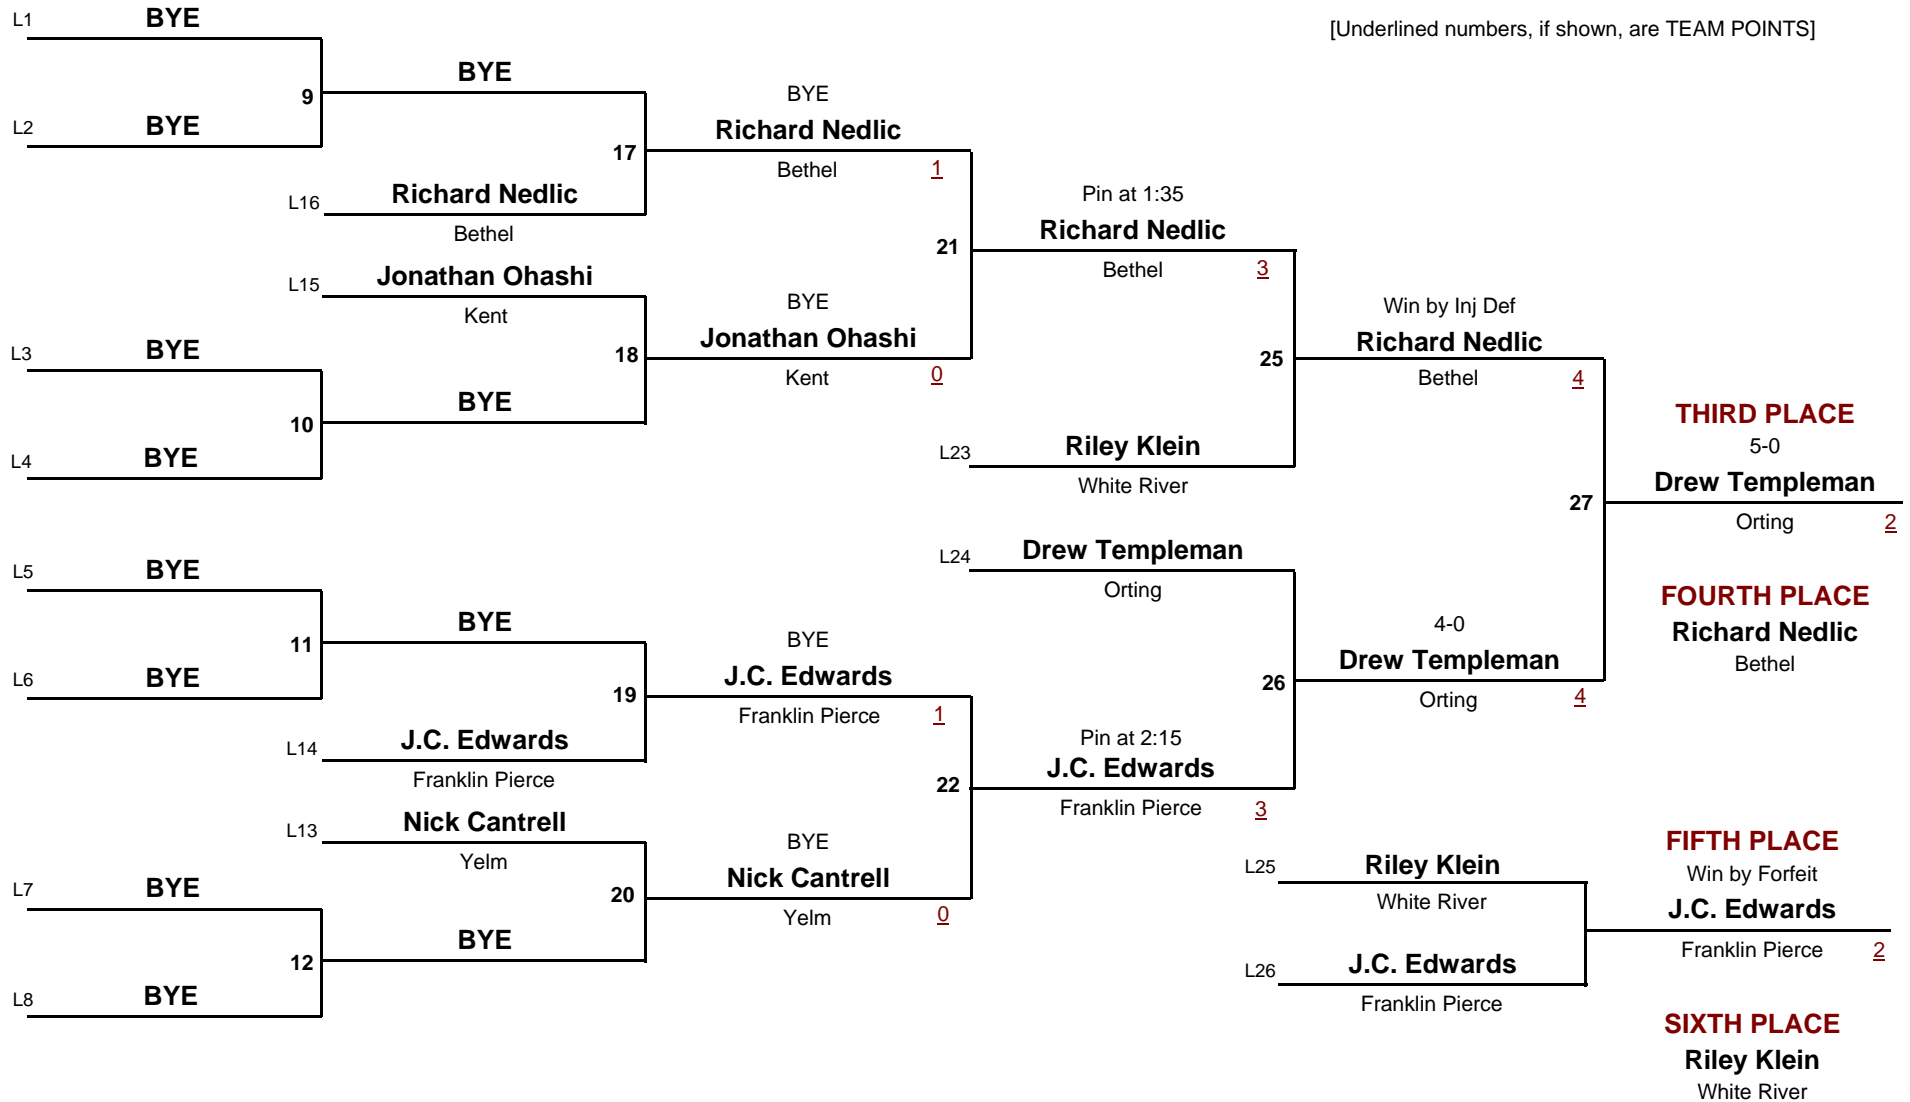 L1
BYE
[Underlined numbers, if shown, are TEAM POINTS]
9
BYE
L2
BYE
17
BYE
Richard Nedlic
Bethel
1
L16
Richard Nedlic
Bethel
21
Pin at 1:35
Richard Nedlic
Bethel
3
L15
Jonathan Ohashi
Kent
18
BYE
Jonathan Ohashi
Kent
0
L3
BYE
10
BYE
L4
BYE
25
Win by Inj Def
Richard Nedlic
Bethel
4
L23
Riley Klein
White River
27
THIRD PLACE
5-0
Drew Templeman
Orting
2
L24
Drew Templeman
Orting
FOURTH PLACE
Richard Nedlic
Bethel
L5
BYE
11
BYE
L6
BYE
19
BYE
J.C. Edwards
Franklin Pierce
1
26
4-0
Drew Templeman
Orting
4
L14
J.C. Edwards
Franklin Pierce
22
Pin at 2:15
J.C. Edwards
Franklin Pierce
3
L13
Nick Cantrell
Yelm
20
BYE
Nick Cantrell
Yelm
0
L7
BYE
12
BYE
L8
BYE
L25
Riley Klein
White River
FIFTH PLACE
Win by Forfeit
J.C. Edwards
Franklin Pierce
2
L26
J.C. Edwards
Franklin Pierce
SIXTH PLACE
Riley Klein
White River